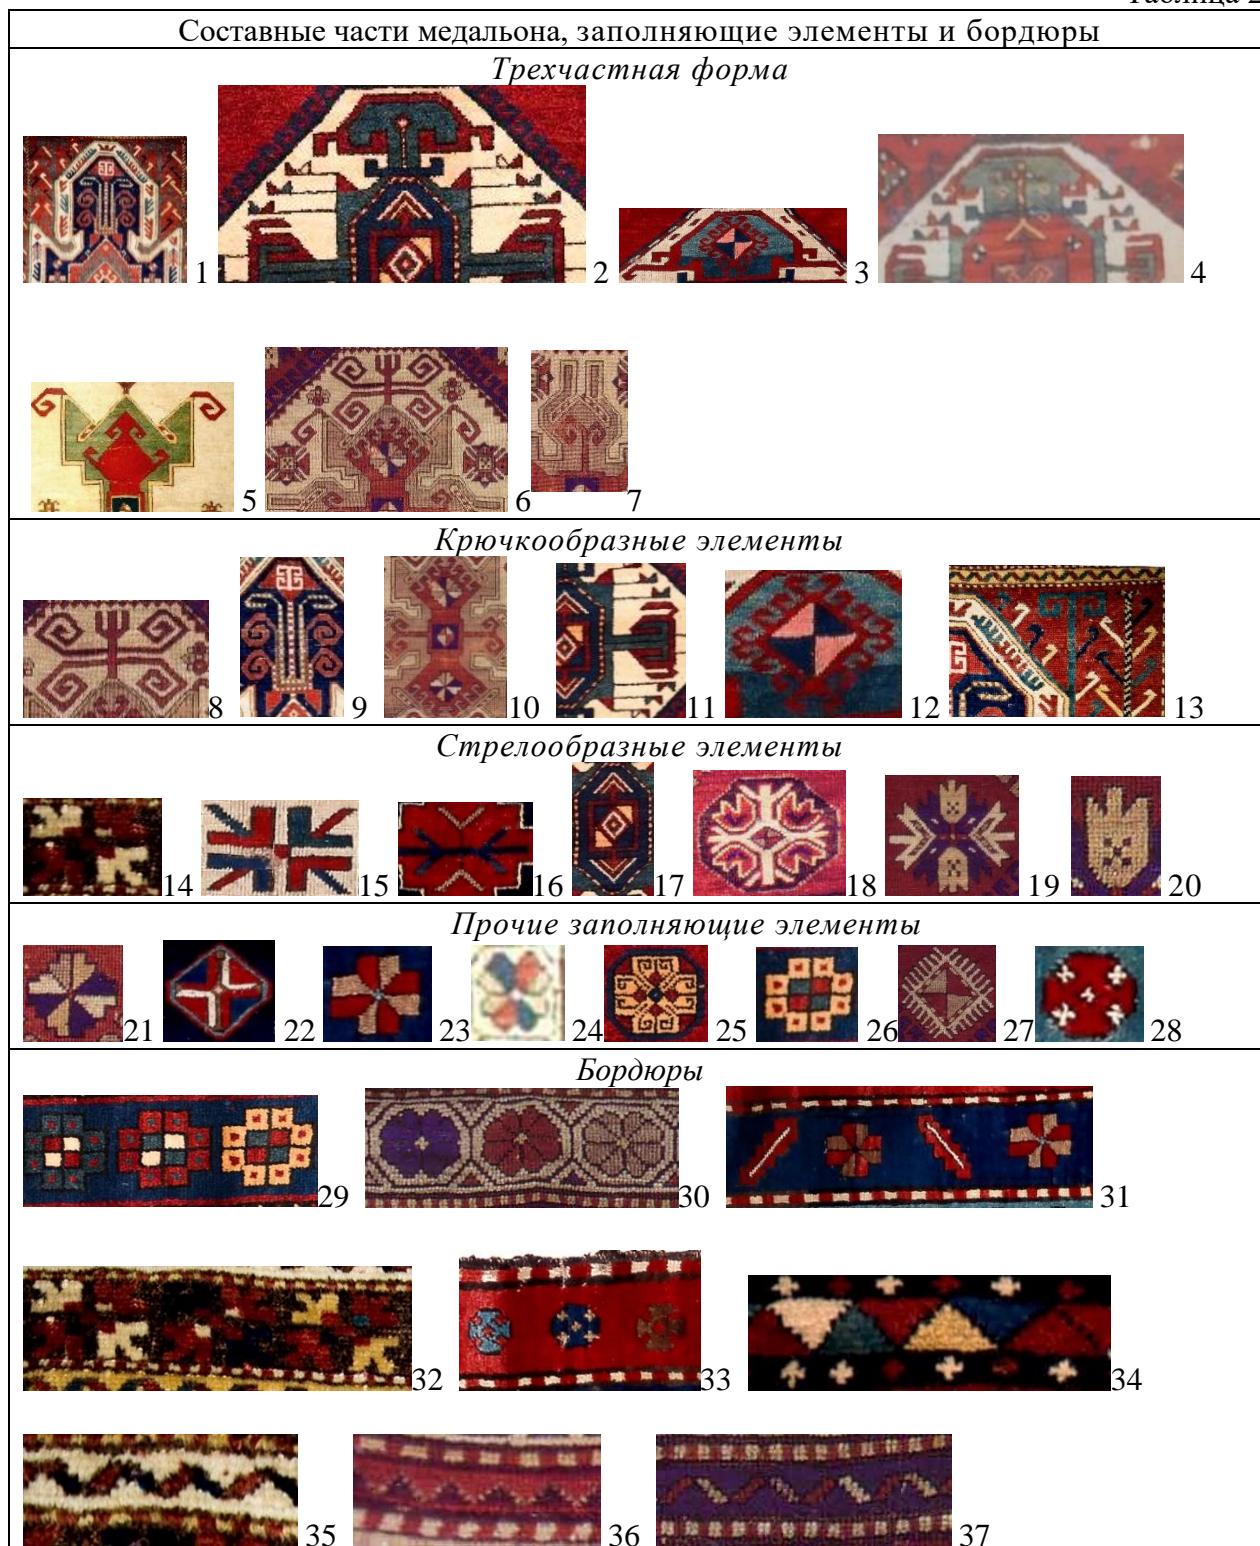 Таблица 2
Составные части медальона, заполняющие элементы и бордюры
Трехчастная форма
1 2 3 4
5 6 7
Крючкообразные элементы
8 9 10 11 12 13
Стрелообразные элементы
14 15 16 17 18 19 20
Прочие заполняющие элементы
21 22 23 24 25 26 27 28
Бордюры
29 30 31
32 33 34
35 36 37